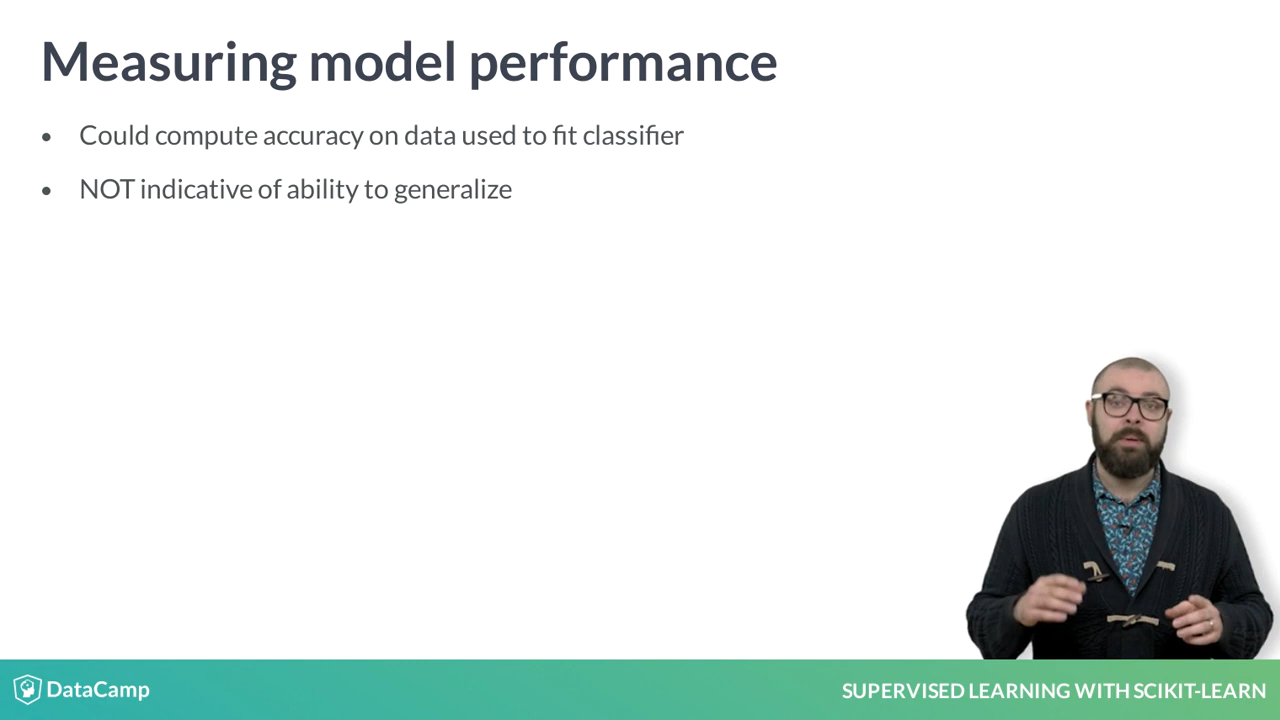 Measuring model performance
• Could compute accuracy on data used to fit classifier
• NOT indicative of ability to generalize
DataCamp
SUPERVISED LEARNING WITH SCIKIT-LEARN